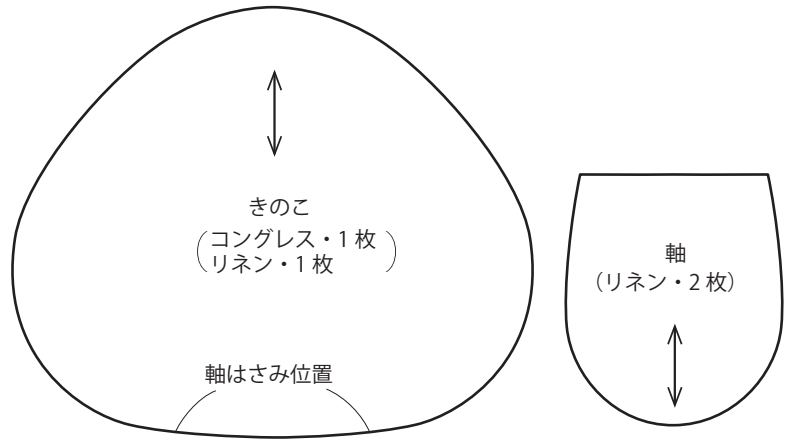 きのこ
(コングレス・1枚
リネン・1枚)
軸はさみ位置
軸
(リネン・2枚)